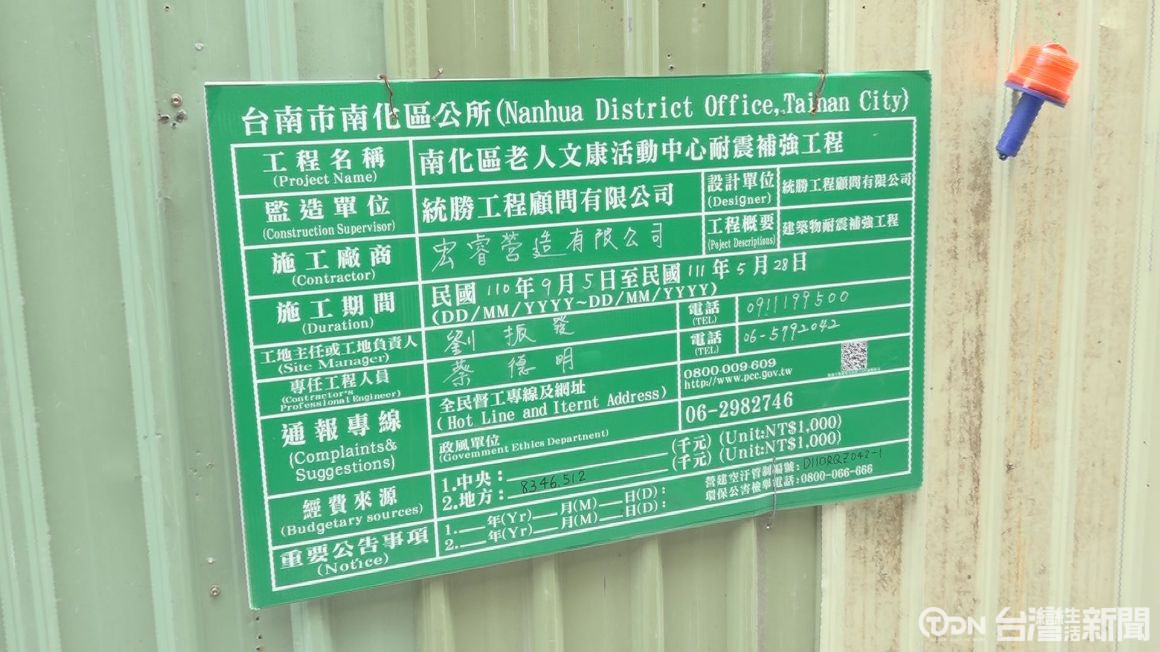 台南市南化區公所(Nanhua District Office,Tainan City)
工程名稱
(Project Name)
南化區老人文康活動中心耐震補強工程
監造單位
(Construction Supervisor)
統勝工程顧問有限公司
設計單位
(Designer)
統勝工程顧問有限公司
施工廠商
(Contractor)
宏睿營造有限公司
工程概要
(Poject Descriptions)
建築物耐震補強工程
施工期間
(Duration)
民國110年9月5日至民國111年5月28日
(DD/MM/YYYY~DD/MM/YYYY)
工地主任或工地負責人
(Site Manager)
劉振發
電話
(TEL)
0911199500
專任工程人員
(Contractor's
Professional Engineer)
蔡德明
電話
(TEL)
06-5792042
通報專線
(Complaints&
Suggestions)
全民督工專線及網址
(Hot Line and Iternt Address)
0800-009-609
http://www.pcc.gov.tw
政風單位
(Government Ethics Department)
06-2982746
經費來源
(Budgetary sources)
1.中央：(千元)(Unit:NT$1,000)
2.地方：8346.512(千元)(Unit:NT$1,000)
重要公告事項
(Notice)
1.年(Yr)月(M)日(D)：
2.年(Yr)月(M)日(D)：
營建空汙管制編號：D110RQZ042-1
環保公害檢舉電話：0800-066-666
TDN 台灣生活新聞